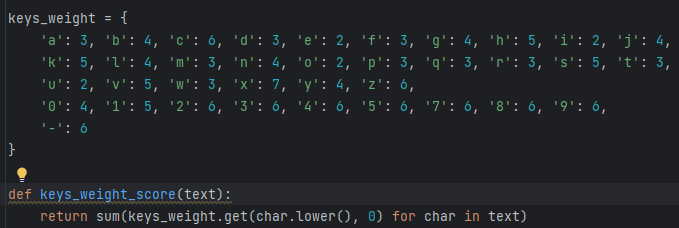 keys_weight = {
    'a': 3, 'b': 4, 'c': 6, 'd': 3, 'e': 2, 'f': 3, 'g': 4, 'h': 5, 'i': 2, 'j': 4,
    'k': 5, 'l': 4, 'm': 3, 'n': 4, 'o': 2, 'p': 3, 'q': 3, 'r': 3, 's': 5, 't': 3,
    'u': 2, 'v': 5, 'w': 3, 'x': 7, 'y': 4, 'z': 6,
    '0': 4, '1': 5, '2': 6, '3': 6, '4': 6, '5': 6, '6': 6, '7': 6, '8': 6, '9': 6,
    '-': 6
}
def keys_weight_score(text):
    return sum(keys_weight.get(char.lower(), 0) for char in text)